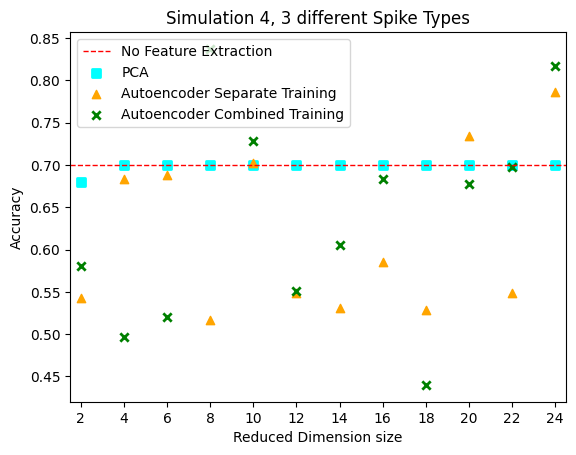 Simulation 4, 3 different Spike Types
0.85
0.80
0.75
0.70
0.65
0.60
0.55
0.50
0.45
Accuracy
No Feature Extraction
PCA
Autoencoder Separate Training
Autoencoder Combined Training
2 4 6 8 10 12 14 16 18 20 22 24
Reduced Dimension size